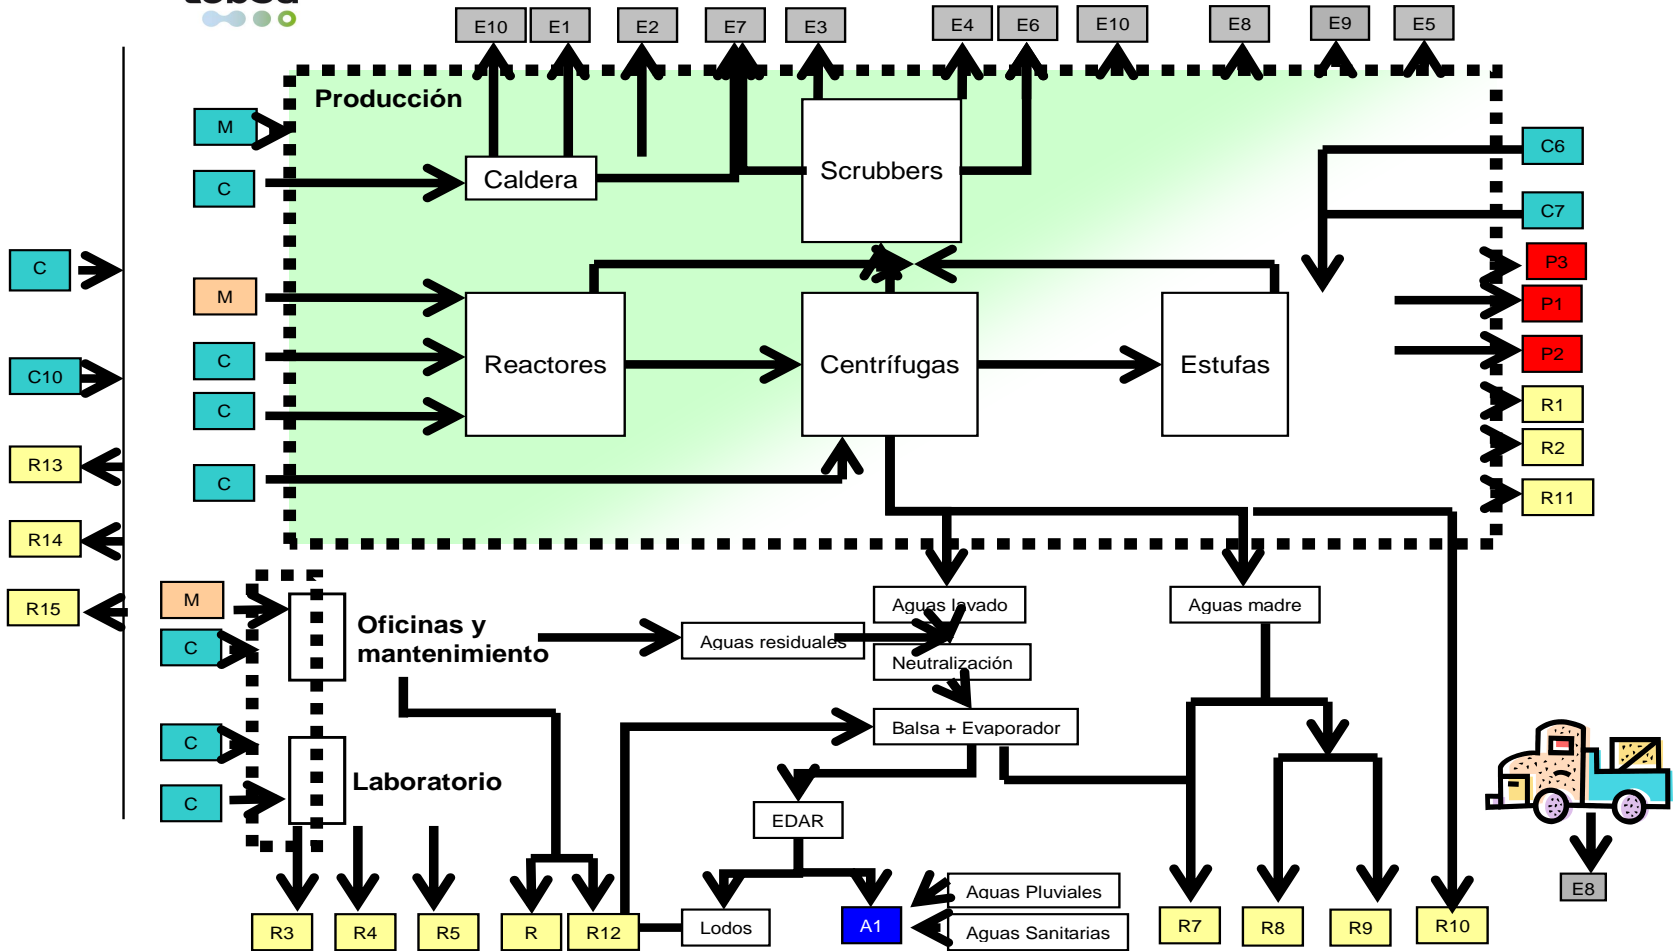 E10 E1 E2 E7 E3 E4 E6 E10 E8 E9 E5
Producción
M
C6
Caldera
Scrubbers
C
C7
C
P3
M
P1
C10
C
Reactores
Centrífugas
Estufas
P2
C
R1
R13
R2
C
R11
R14
M
R15
Aguas lavado
Aguas madre
Oficinas y
mantenimiento
C
Aguas residuales
Neutralización
C
Balsa + Evaporador
Laboratorio
C
EDAR
E8
Aguas Pluviales
R3
R4
R5
R
R12
Lodos
A1
Aguas Sanitarias
R7
R8
R9
R10